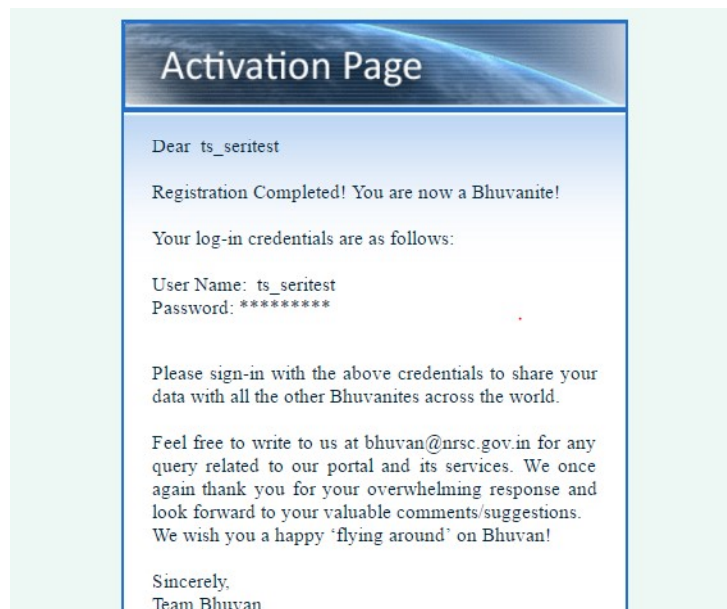 Activation Page
Dear ts_seritest
Registration Completed! You are now a Bhuvanite!
Your log-in credentials are as follows:
User Name: ts_seritest
Password: *********
Please sign-in with the above credentials to share your
data with all the other Bhuvanites across the world.
Feel free to write to us at bhuvan@nrsc.gov.in for any
query related to our portal and its services. We once
again thank you for your overwhelming response and
look forward to your valuable comments/suggestions.
We wish you a happy ‘flying around’ on Bhuvan!
Sincerely,
Team Bhuvan